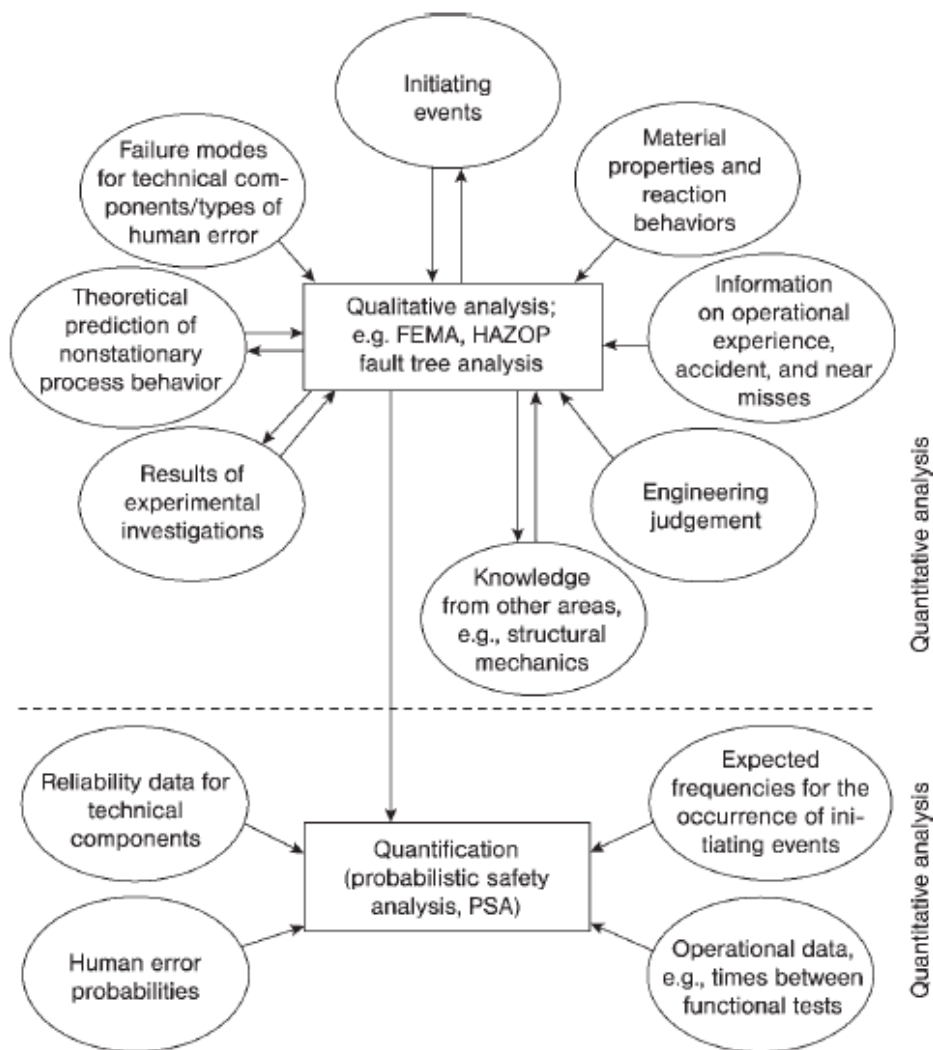 Initiating
events
Failure modes
for technical com-
ponents/types of
human error
Material
properties and
reaction
behaviors
Theoretical
prediction of
nonstationary
process behavior
Qualitative analysis;
e.g. FEMA, HAZOP
fault tree analysis
Information
on operational
experience,
accident, and near
misses
Results of
experimental
investigations
Engineering
judgement
Knowledge
from other areas,
e.g., structural
mechanics
Quantitative analysis
Reliability data for
technical
components
Expected
frequencies for the
occurrence of ini-
tiating events
Quantification
(probabilistic safety
analysis, PSA)
Human error
probabilities
Operational data,
e.g., times between
functional tests
Quantitative analysis